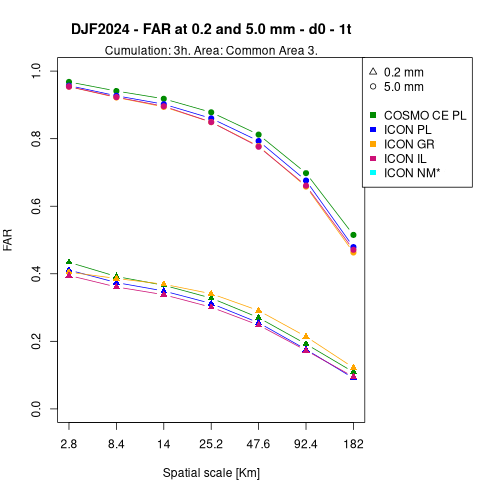 DJF2024 - FAR at 0.2 and 5.0 mm - d0 - 1t
Cumulation: 3h. Area: Common Area 3.
0.2 mm
5.0 mm
COSMO CE PL
ICON PL
ICON GR
ICON IL
ICON NM*
FAR
1.0
0.8
0.6
0.4
0.2
0.0
2.8 8.4 14 25.2 47.6 92.4 182
Spatial scale [Km]